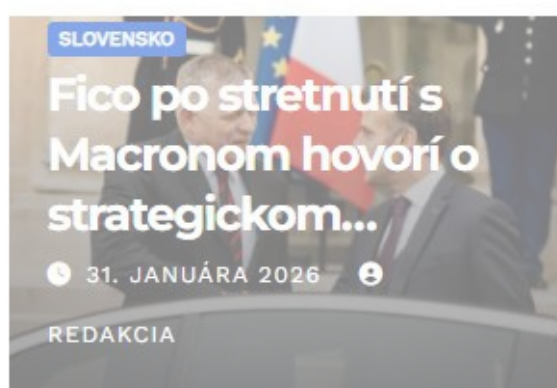 SLOVENSKO
Fico po stretnutí s
Macronom hovorí o
strategickom...
31. JANUÁRA 2026
REDAKCIA